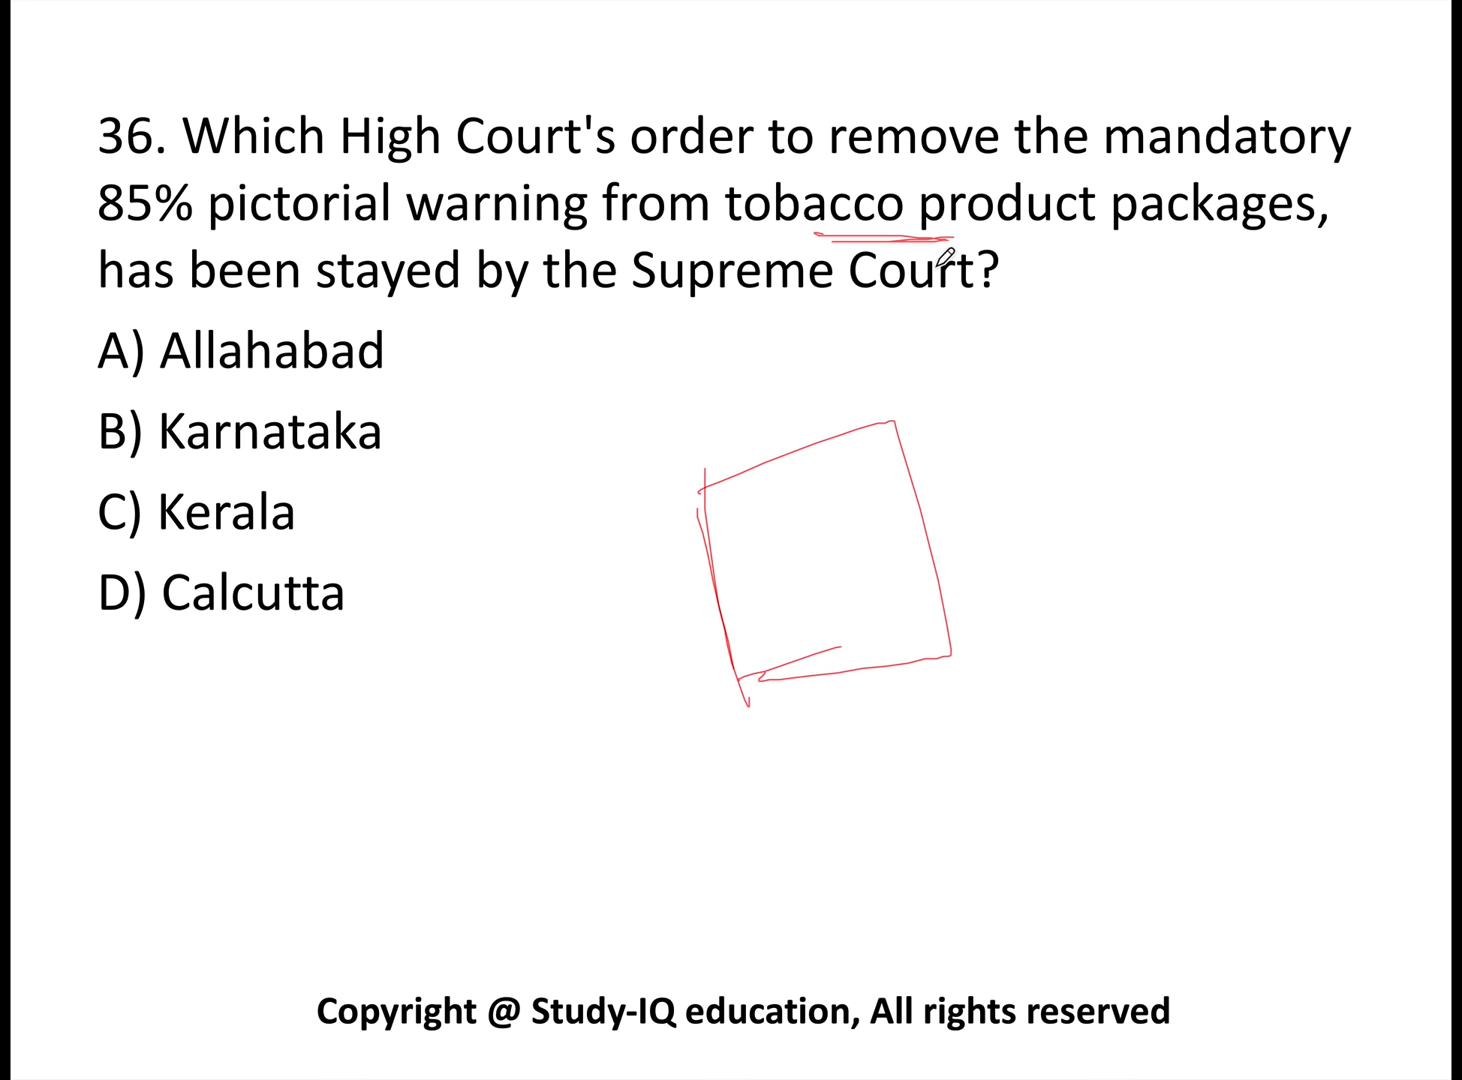 36. Which High Court's order to remove the mandatory
85% pictorial warning from tobacco product packages,
has been stayed by the Supreme Court?
A) Allahabad
B) Karnataka
C) Kerala
D) Calcutta
Copyright @ Study-IQ education, All rights reserved